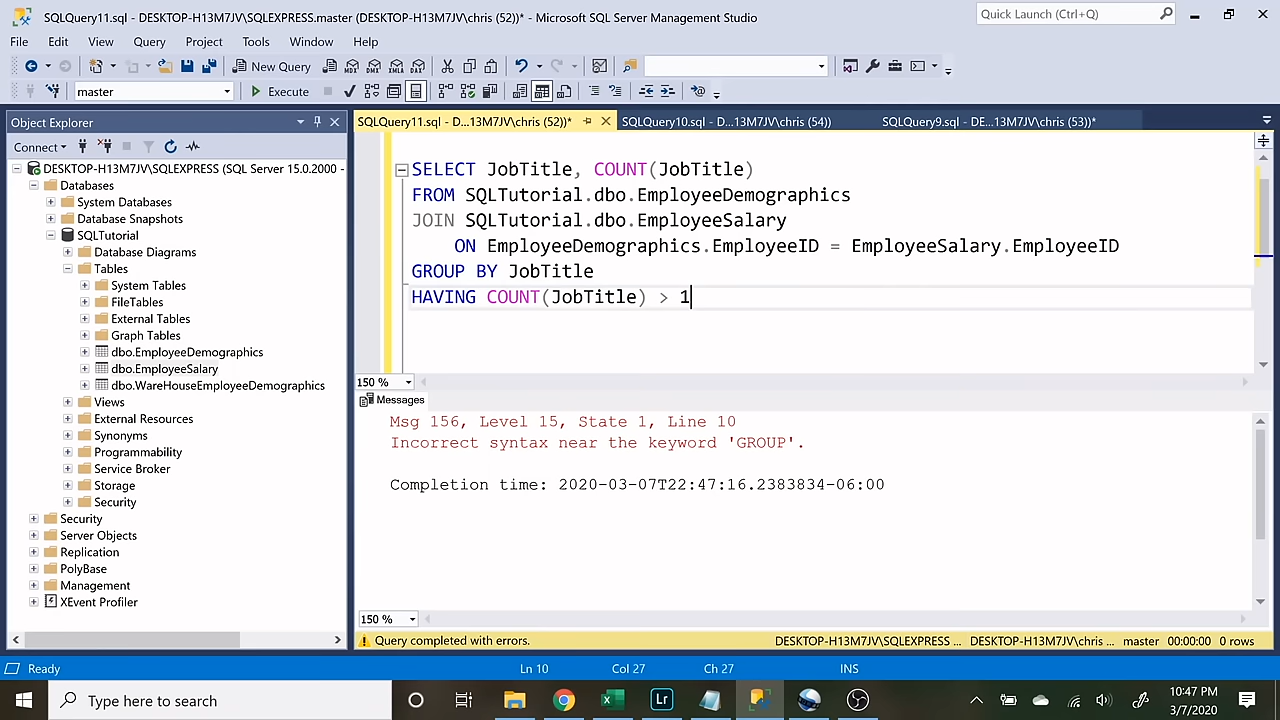 SQLQuery11.sql - DESKTOP-H13M7JV\SQLEXPRESS.master (DESKTOP-H13M7JV\chris (52))* - Microsoft SQL Server Management Studio
Quick Launch (Ctrl+Q)
File Edit View Query Project Tools Window Help
New Query
MDX DMX XMLA DAX
master
Execute
Object Explorer
SQLQuery11.sql - D...13M7JV\chris (52))*
SQLQuery10.sql - D...13M7JV\chris (54))
SQLQuery9.sql - DE...13M7JV\chris (53))*
Connect
DESKTOP-H13M7JV\SQLEXPRESS (SQL Server 15.0.2000 -
Databases
System Databases
Database Snapshots
SQLTutorial
Database Diagrams
Tables
System Tables
FileTables
External Tables
Graph Tables
dbo.EmployeeDemographics
dbo.EmployeeSalary
dbo.WareHouseEmployeeDemographics
Views
External Resources
Synonyms
Programmability
Service Broker
Storage
Security
Security
Server Objects
Replication
PolyBase
Management
XEvent Profiler
SELECT JobTitle, COUNT(JobTitle)
FROM SQLTutorial.dbo.EmployeeDemographics
JOIN SQLTutorial.dbo.EmployeeSalary
ON EmployeeDemographics.EmployeeID = EmployeeSalary.EmployeeID
GROUP BY JobTitle
HAVING COUNT(JobTitle) > 1
150 %
Messages
Msg 156, Level 15, State 1, Line 10
Incorrect syntax near the keyword 'GROUP'.
Completion time: 2020-03-07T22:47:16.2383834-06:00
150 %
Query completed with errors.
DESKTOP-H13M7JV\SQLEXPRESS ... DESKTOP-H13M7JV\chris ... master 00:00:00 0 rows
Ready
Ln 10 Col 27 Ch 27 INS
Type here to search
Lr
10:47 PM
3/7/2020